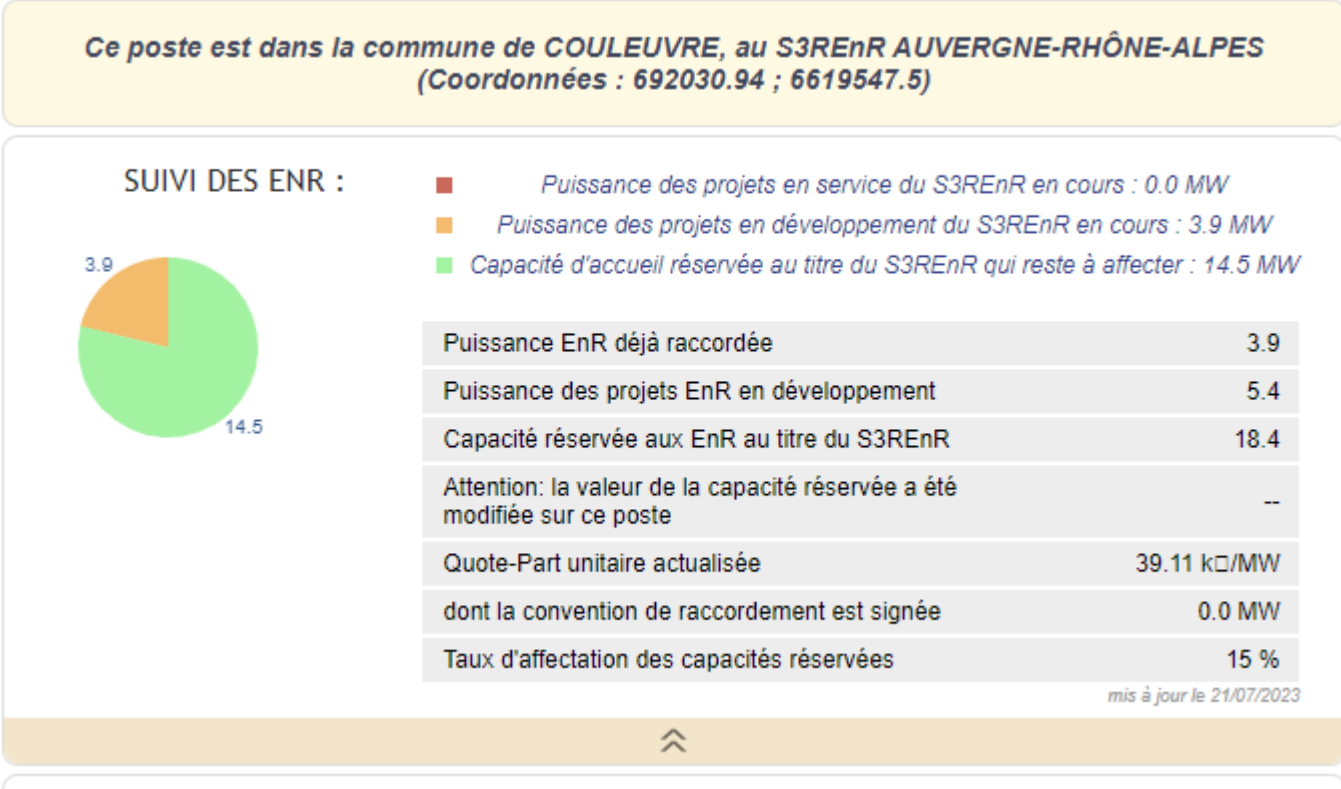 Ce poste est dans la commune de COULEUVRE, au S3REnR AUVERGNE-RHÔNE-ALPES
(Coordonnées : 692030.94 ; 6619547.5)
SUIVI DES ENR :
Puissance des projets en service du S3REnR en cours : 0.0 MW
Puissance des projets en développement du S3REnR en cours : 3.9 MW
Capacité d'accueil réservée au titre du S3REnR qui reste à affecter : 14.5 MW
3.9
14.5
Puissance EnR déjà raccordée 3.9
Puissance des projets EnR en développement 5.4
Capacité réservée aux EnR au titre du S3REnR 18.4
Attention: la valeur de la capacité réservée a été
modifiée sur ce poste --
Quote-Part unitaire actualisée 39.11 k□/MW
dont la convention de raccordement est signée 0.0 MW
Taux d'affectation des capacités réservées 15 %
mis à jour le 21/07/2023